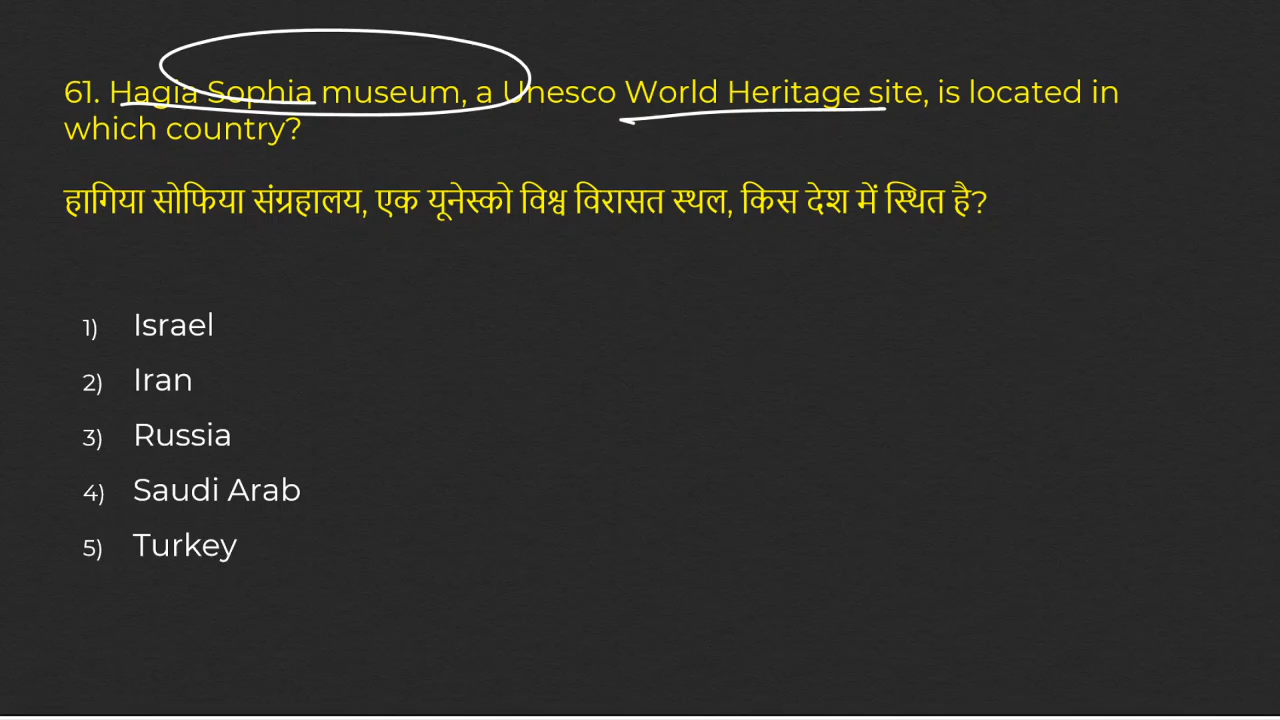 61. Hagia Sophia museum, a Unesco World Heritage site, is located in
which country?
हागिया सोफिया संग्रहालय, एक यूनेस्को विश्व विरासत स्थल, किस देश में स्थित है?
1) Israel
2) Iran
3) Russia
4) Saudi Arab
5) Turkey